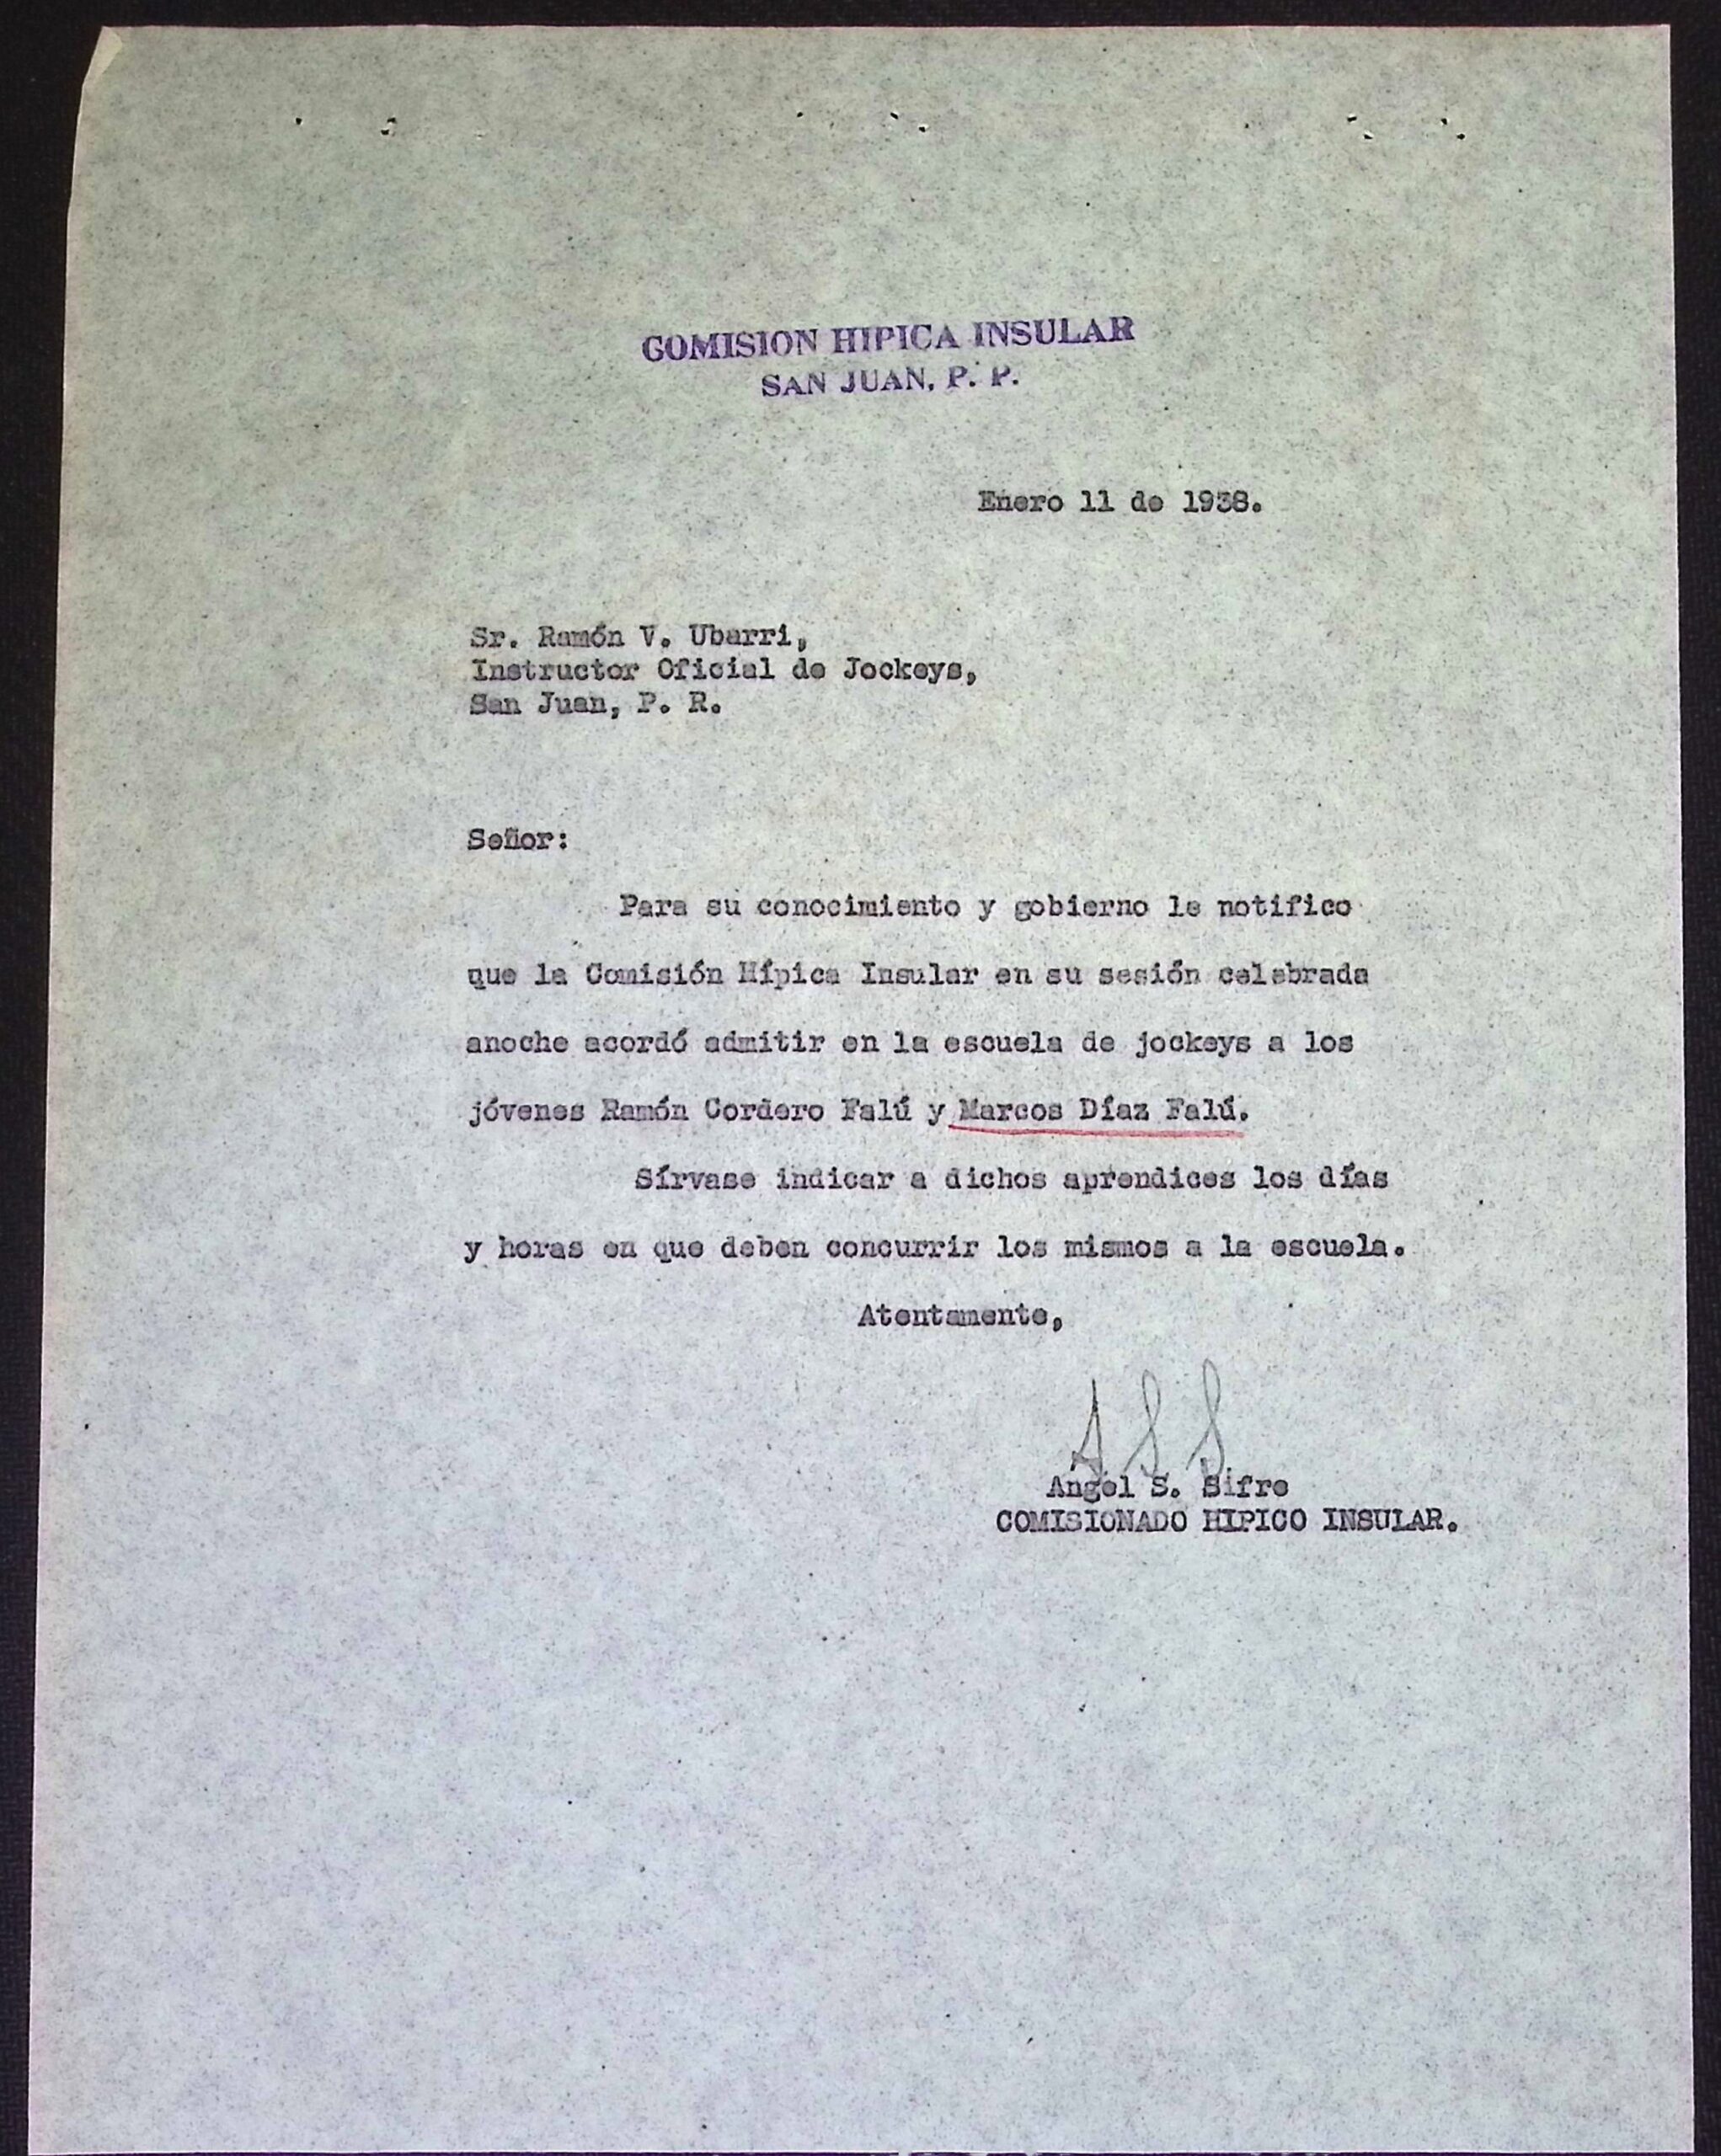 COMISION HIPICA INSULAR
SAN JUAN, P. R.
Enero 11 de 1938.
Sr. Ramón V. Ubarri,
Instructor Oficial de Jockeys,
San Juan, P. R.
Señor:
Para su conocimiento y gobierno le notifico
que la Comisión Hípica Insular en su sesión celebrada
anoche acordó admitir en la escuela de jockeys a los
jóvenes Ramón Cordero Falú y Marcos Díaz Falú.
Sírvase indicar a dichos aprendices los días
y horas en que deben concurrir los mismos a la escuela.
Atentamente,
A S S
Angel S. Sifre
COMISIONADO HIPICO INSULAR.